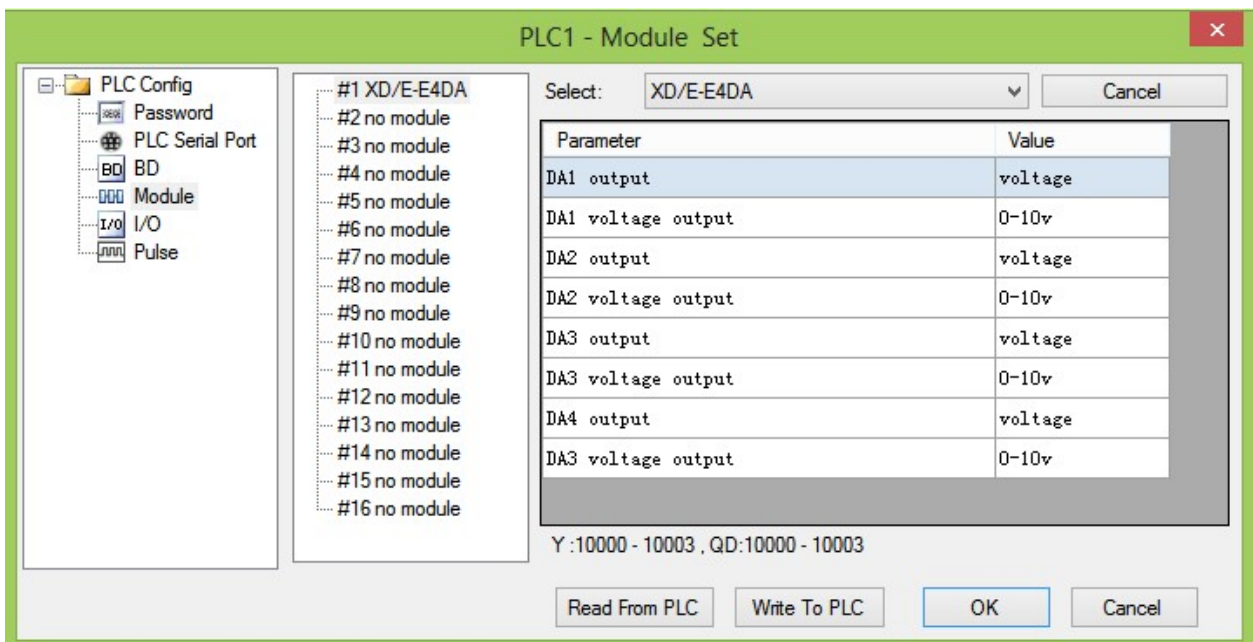 PLC1 - Module Set
PLC Config
Password
PLC Serial Port
BD BD
Module
I/O I/O
Pulse
#1 XD/E-E4DA
#2 no module
#3 no module
#4 no module
#5 no module
#6 no module
#7 no module
#8 no module
#9 no module
#10 no module
#11 no module
#12 no module
#13 no module
#14 no module
#15 no module
#16 no module
Select: XD/E-E4DA Cancel
Parameter Value
DA1 output voltage
DA1 voltage output 0-10v
DA2 output voltage
DA2 voltage output 0-10v
DA3 output voltage
DA3 voltage output 0-10v
DA4 output voltage
DA3 voltage output 0-10v
Y :10000 - 10003 , QD:10000 - 10003
Read From PLC Write To PLC OK Cancel